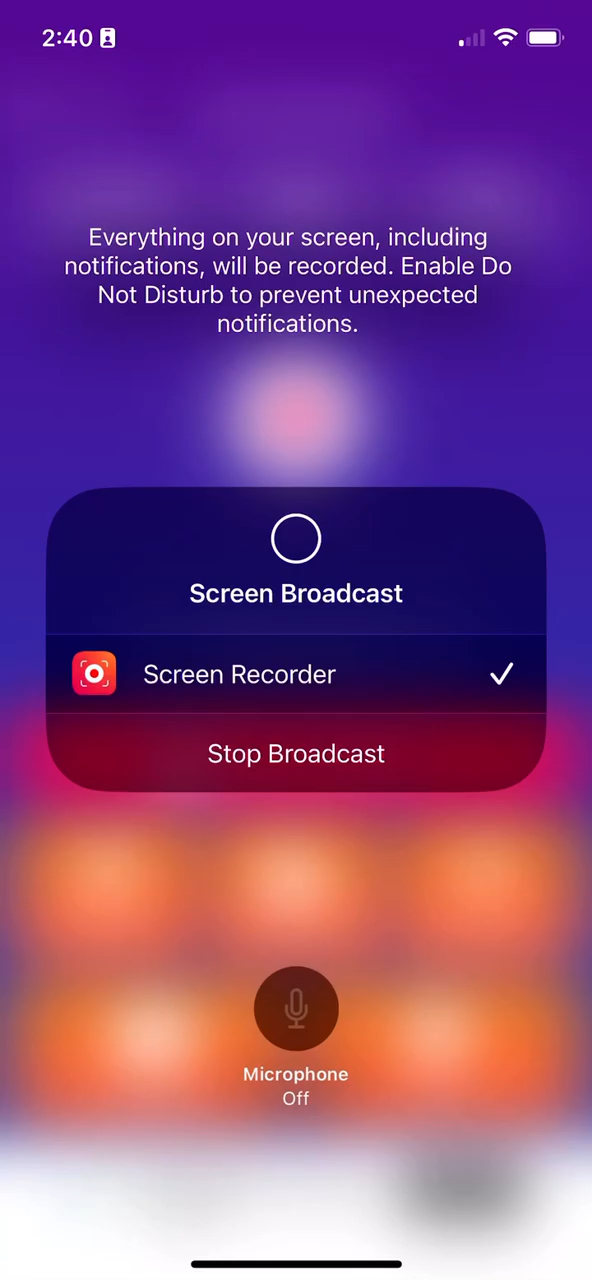 2:40
Everything on your screen, including
notifications, will be recorded. Enable Do
Not Disturb to prevent unexpected
notifications.
Screen Broadcast
Screen Recorder
Stop Broadcast
Microphone
Off